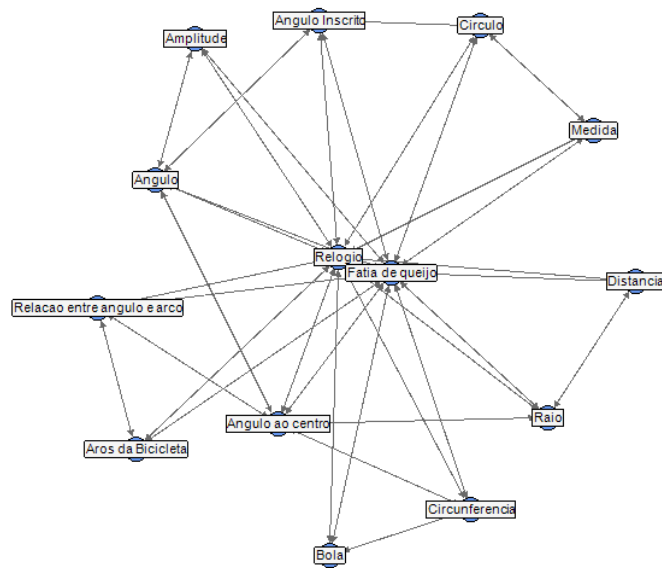 Angulo Inscrito
Circulo
Amplitude
Medida
Angulo
Relogio
Fatia de queijo
Distancia
Relacao entre angulo e arco
Raio
Angulo ao centro
Aros da Bicicleta
Circunferencia
Bola